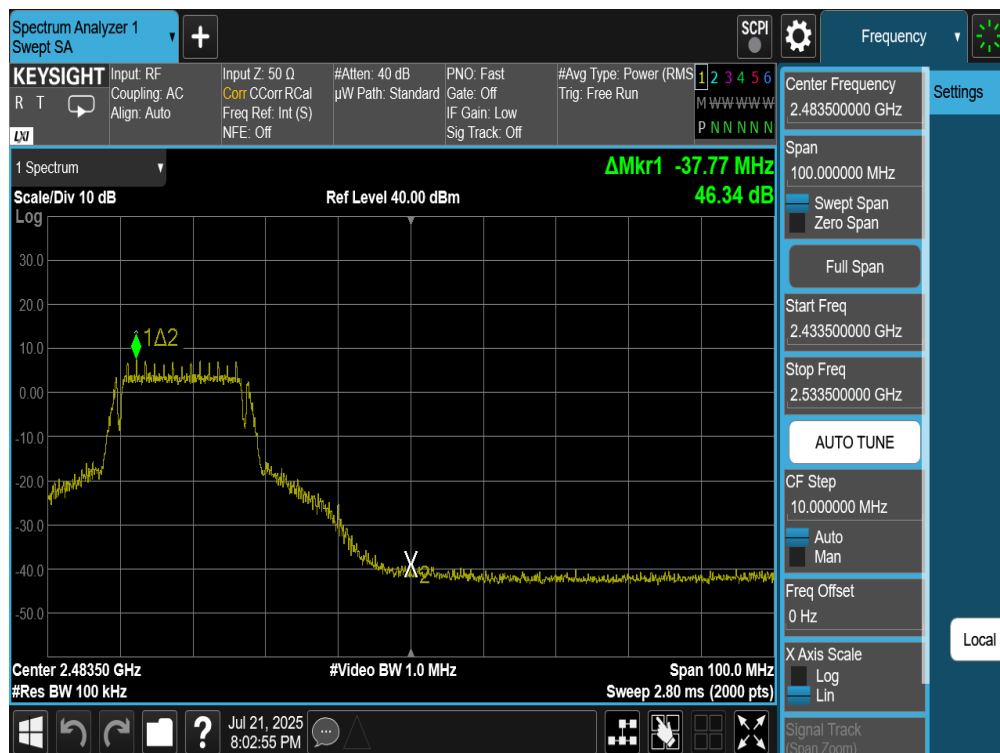 Spectrum Analyzer 1
Swept SA
+
SCPI
Frequency
KEYSIGHT
R T
LXI
Input: RF
Coupling: AC
Align: Auto
Input Z: 50 Ω
Corr CCorr RCal
Freq Ref: Int (S)
NFE: Off
#Atten: 40 dB
µW Path: Standard
PNO: Fast
Gate: Off
IF Gain: Low
Sig Track: Off
#Avg Type: Power (RMS
Trig: Free Run
1 2 3 4 5 6
M W W W W W
P N N N N N
1 Spectrum
ΔMkr1 -37.77 MHz
46.34 dB
Scale/Div 10 dB
Ref Level 40.00 dBm
Log
30.0
20.0
10.0
0.00
-10.0
-20.0
-30.0
-40.0
-50.0
1Δ2
X2
Center 2.48350 GHz
#Video BW 1.0 MHz
Span 100.0 MHz
#Res BW 100 kHz
Sweep 2.80 ms (2000 pts)
?
Jul 21, 2025
8:02:55 PM
Center Frequency
2.483500000 GHz
Span
100.000000 MHz
Swept Span
Zero Span
Full Span
Start Freq
2.433500000 GHz
Stop Freq
2.533500000 GHz
AUTO TUNE
CF Step
10.000000 MHz
Auto
Man
Freq Offset
0 Hz
X Axis Scale
Log
Lin
Signal Track
(Span Zoom)
Settings
Local